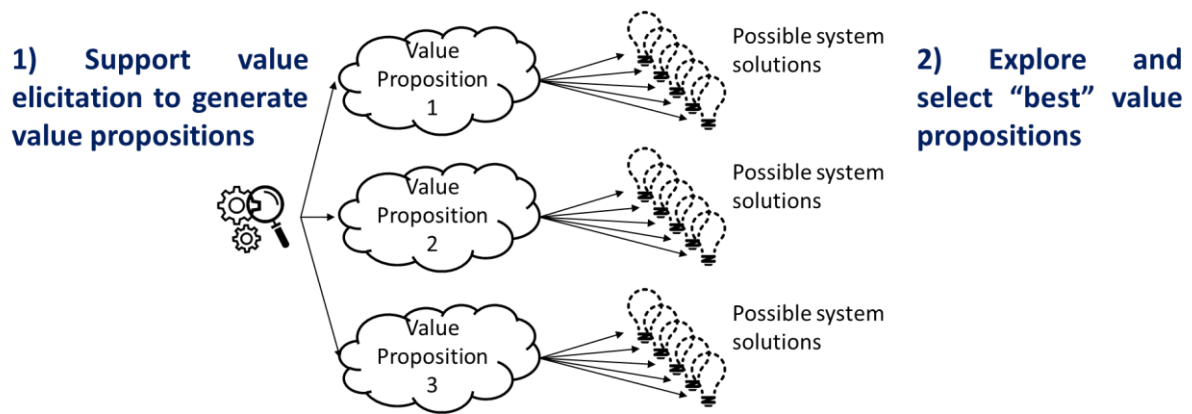 1) Support value
elicitation to generate
value propositions
Value
Proposition
1
Possible system
solutions
2) Explore and
select “best” value
propositions
Value
Proposition
2
Possible system
solutions
Value
Proposition
3
Possible system
solutions